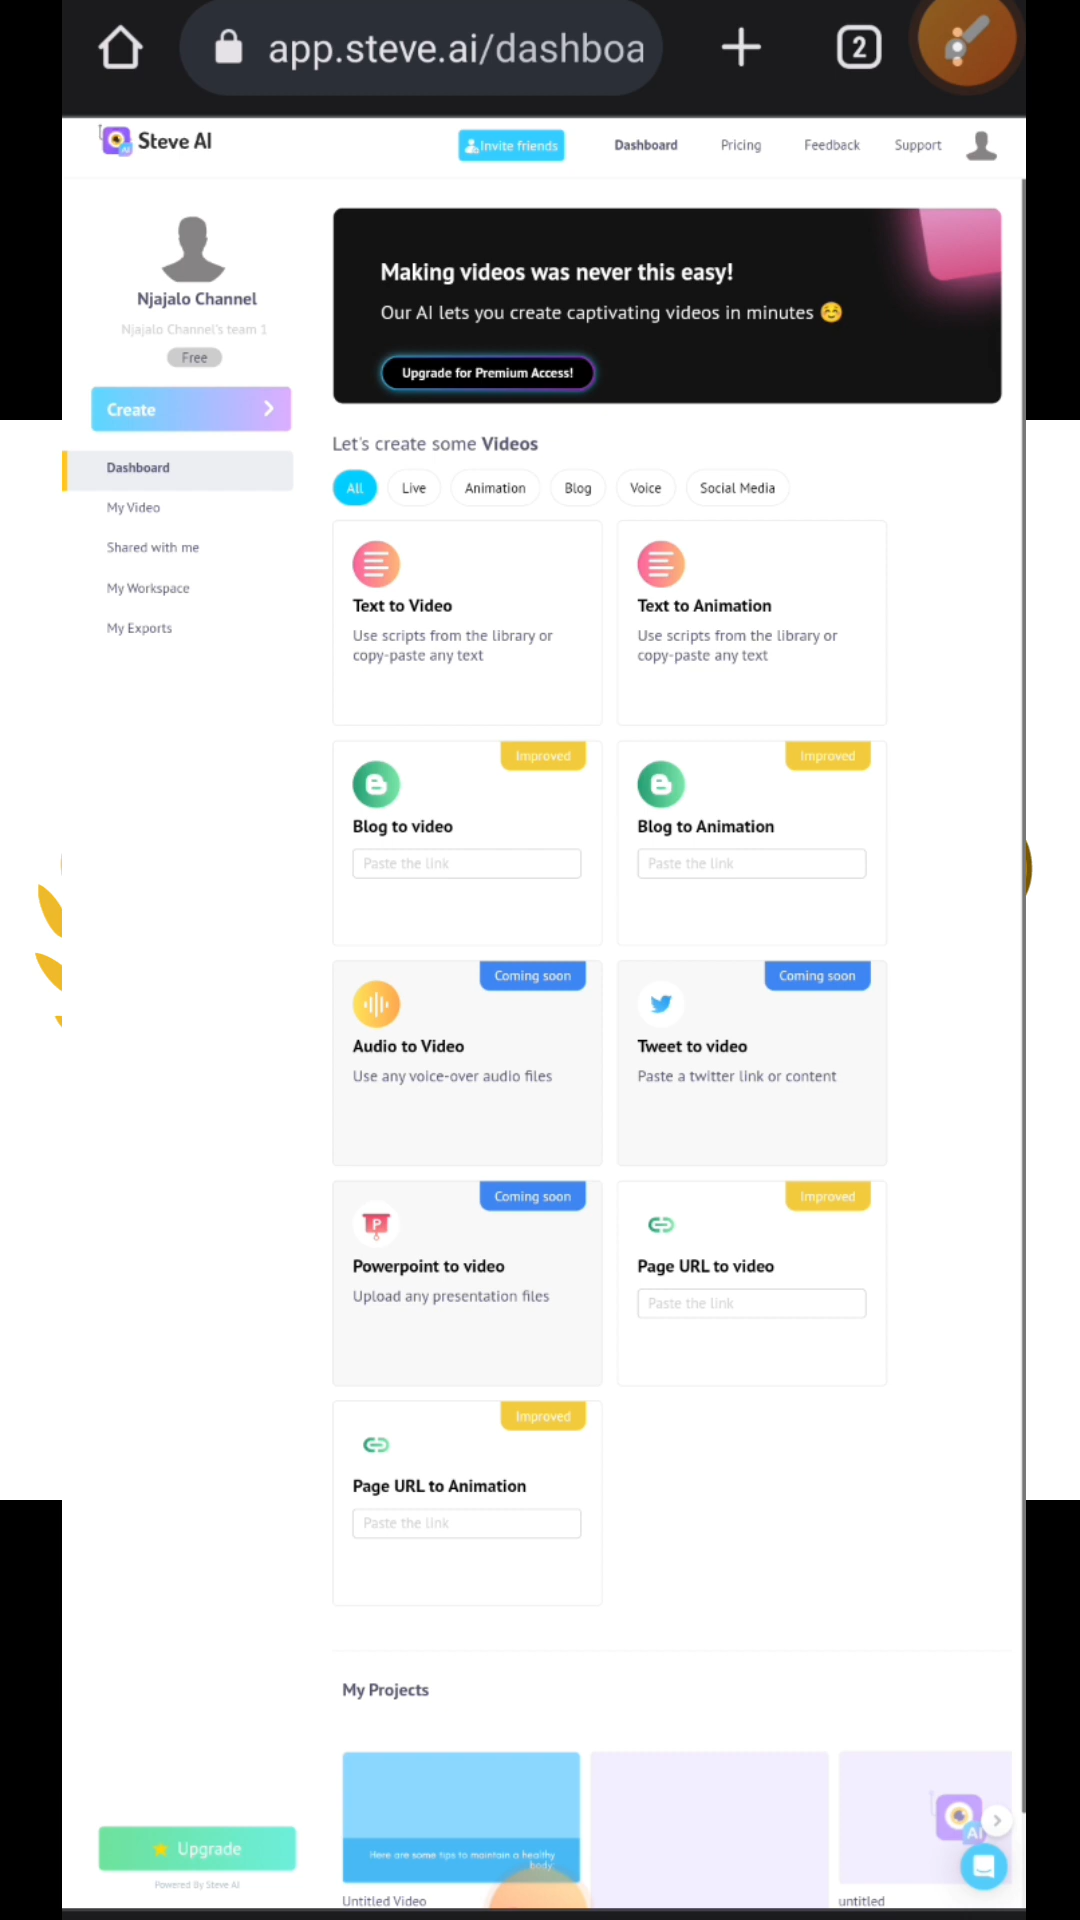 app.steve.ai/dashboa
2
Steve AI
Invite friends
Dashboard
Pricing
Feedback
Support
Njajalo Channel
Njajalo Channel's team 1
Free
Create
Dashboard
My Video
Shared with me
My Workspace
My Exports
Making videos was never this easy!
Our AI lets you create captivating videos in minutes ☺️
Upgrade for Premium Access!
Let's create some Videos
All
Live
Animation
Blog
Voice
Social Media
Text to Video
Use scripts from the library or
copy-paste any text
Text to Animation
Use scripts from the library or
copy-paste any text
Improved
Blog to video
Paste the link
Improved
Blog to Animation
Paste the link
Coming soon
Audio to Video
Use any voice-over audio files
Coming soon
Tweet to video
Paste a twitter link or content
Coming soon
P
Powerpoint to video
Upload any presentation files
Improved
Page URL to video
Paste the link
Improved
Page URL to Animation
Paste the link
My Projects
Here are some tips to maintain a healthy
body.
AI
Untitled Video
untitled
Upgrade
Powered By Steve AI